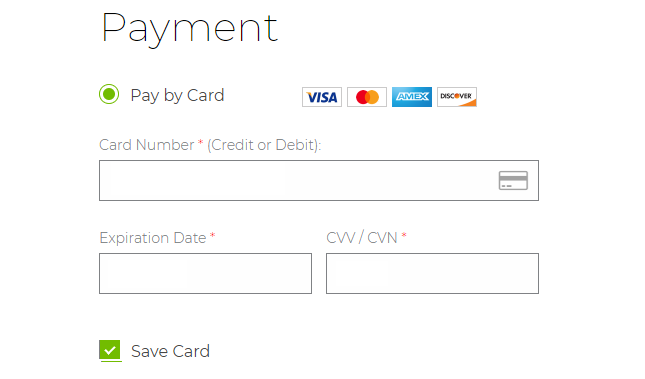 Payment
Pay by Card VISA AMEX DISCOVER
Card Number * (Credit or Debit):
Expiration Date * CVV / CVN *
Save Card